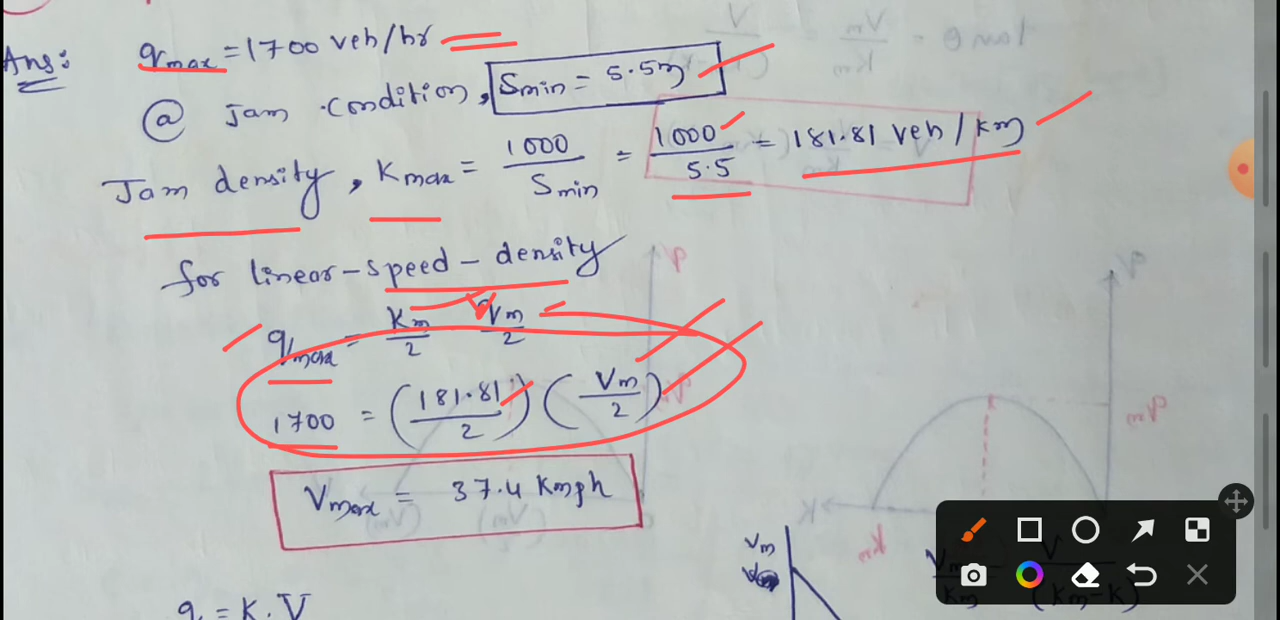 Ans: qmax = 1700 veh/hr
@ Jam condition, Smin = 5.5m
Jam density, Kmax = 1000/Smin = 1000/5.5 = 181.81 veh/km
for linear-speed-density
qmax = Km/2 Vm/2
1700 = (181.81/2) (Vm/2)
Vmax = 37.4 Kmph
Vm
q = K.V